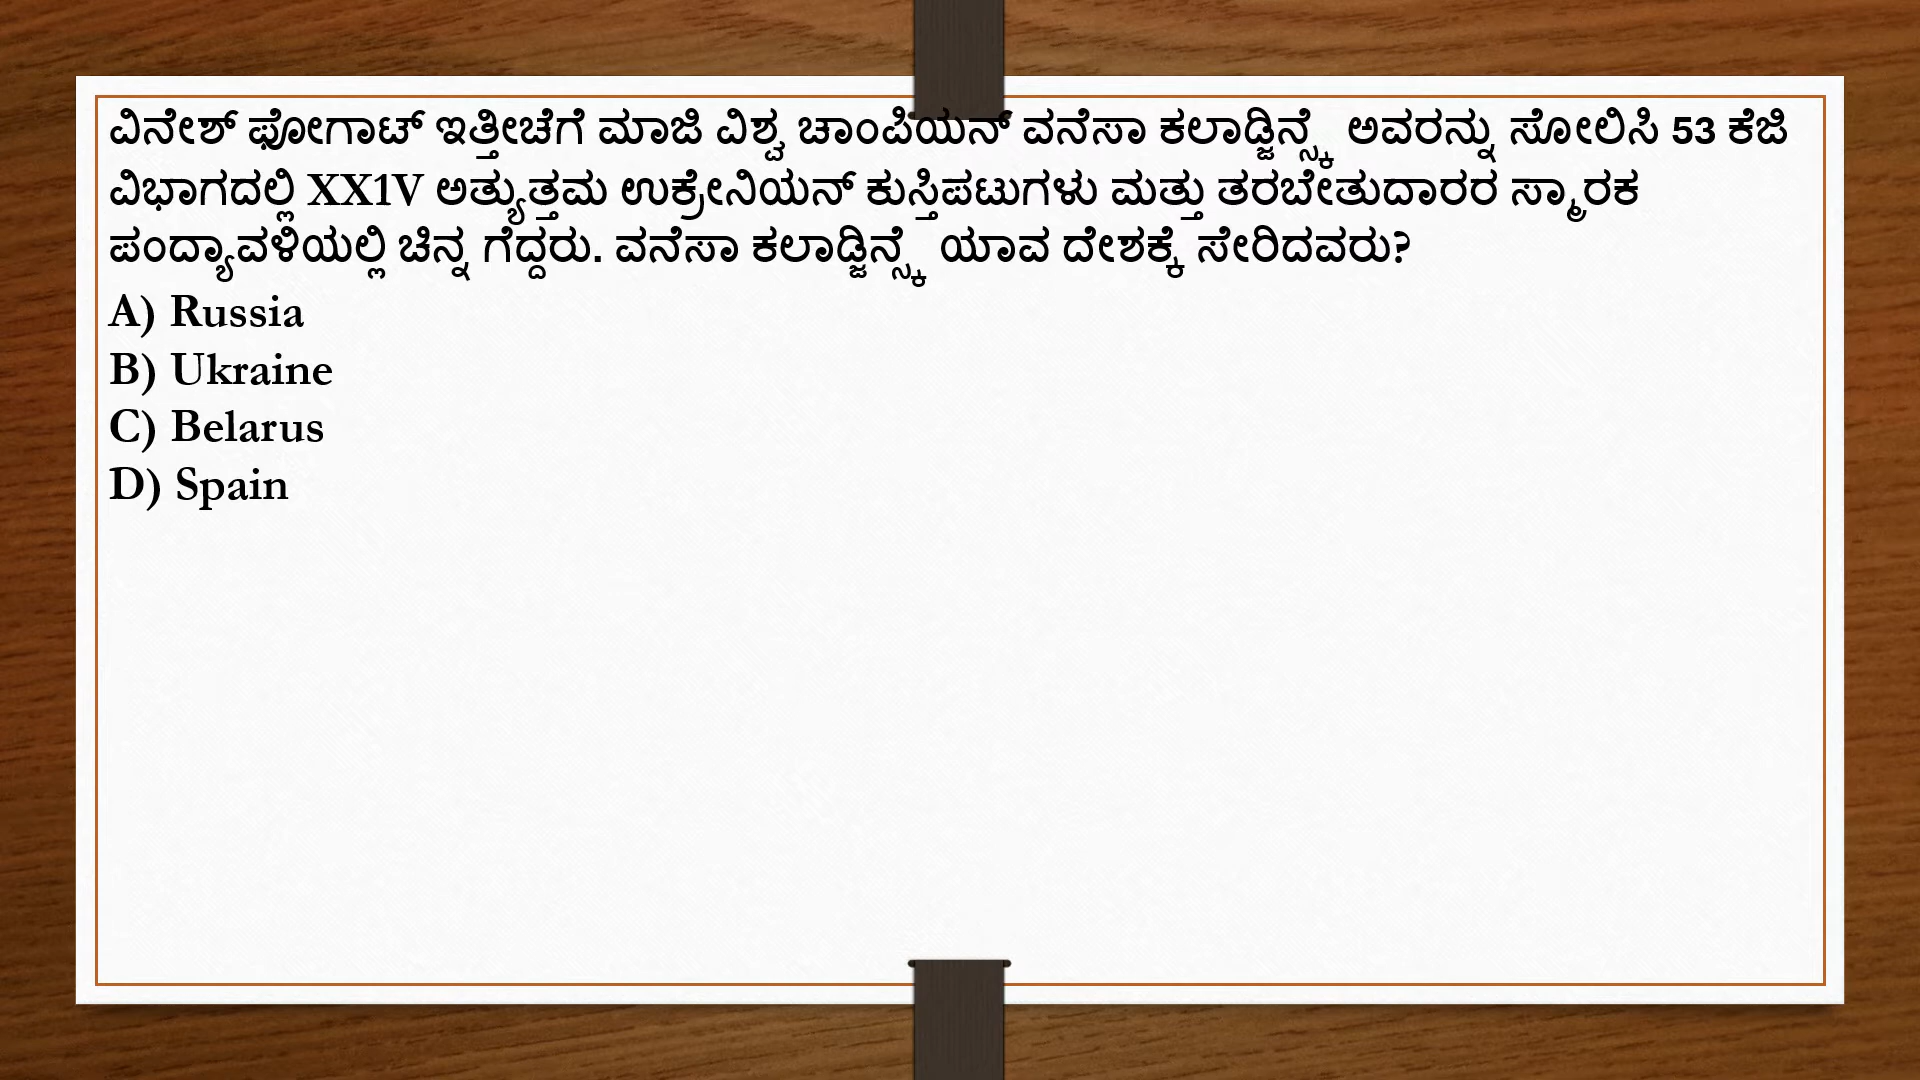 ವಿನೇಶ್ ಫೋಗಾಟ್ ಇತ್ತೀಚೆಗೆ ಮಾಜಿ ವಿಶ್ವ ಚಾಂಪಿಯನ್ ವನೆಸಾ ಕಲಾಡ್ಜಿನ್ಸ್ಕೆ ಅವರನ್ನು ಸೋಲಿಸಿ 53 ಕೆಜಿ
ವಿಭಾಗದಲ್ಲಿ XX1V ಅತ್ಯುತ್ತಮ ಉಕ್ರೇನಿಯನ್ ಕುಸ್ತಿಪಟುಗಳು ಮತ್ತು ತರಬೇತುದಾರರ ಸ್ಮಾರಕ
ಪಂದ್ಯಾವಳಿಯಲ್ಲಿ ಚಿನ್ನ ಗೆದ್ದರು. ವನೆಸಾ ಕಲಾಡ್ಜಿನ್ಸ್ಕೆ ಯಾವ ದೇಶಕ್ಕೆ ಸೇರಿದವರು?
A) Russia
B) Ukraine
C) Belarus
D) Spain